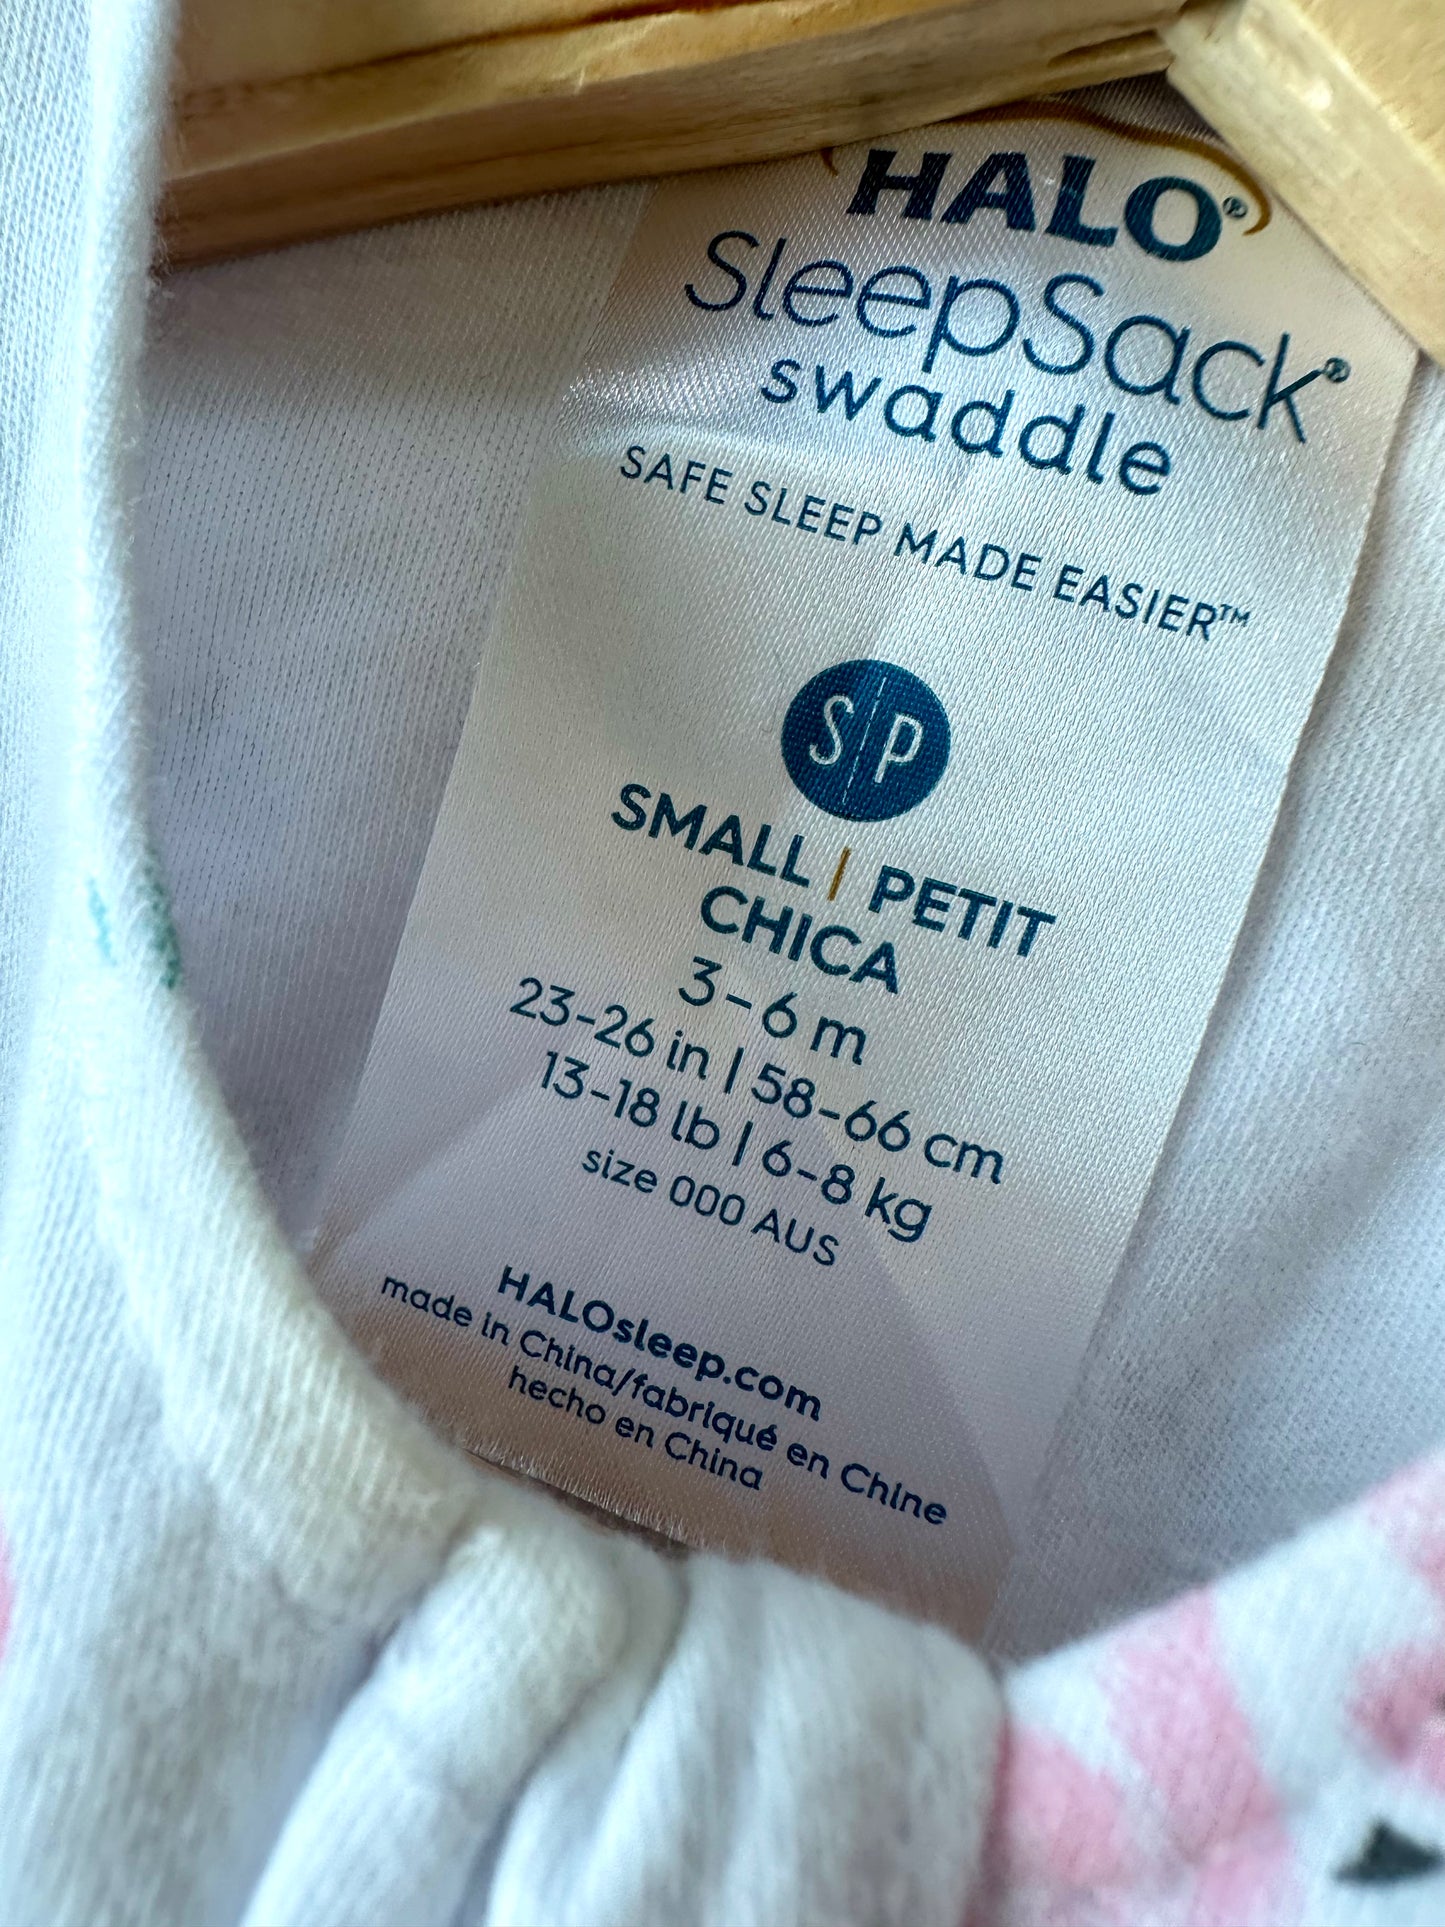 HALO®
SleepSack®
swaddle
SAFE SLEEP MADE EASIER™
S|P
SMALL | PETIT
CHICA
3-6 m
23-26 in | 58-66 cm
13-18 lb | 6-8 kg
size 000 AUS
HALOsleep.com
made in China/fabriqué en Chine
hecho en China